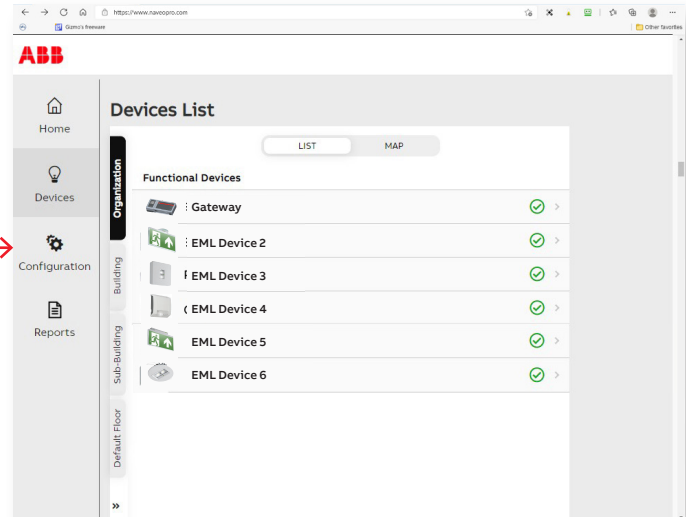 https://www.naveopro.com
Gizmo's freeware
Other favorites
ABB
Home
Devices
Configuration
Reports
Devices List
LIST
MAP
Organization
Building
Sub-Building
Default Floor
»
Functional Devices
Gateway
EML Device 2
EML Device 3
EML Device 4
EML Device 5
EML Device 6